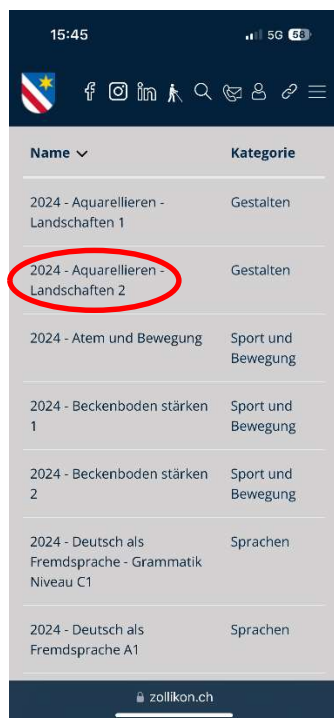 15:45 5G 58
Name Kategorie
2024 - Aquarellieren - Gestalten
Landschaften 1
2024 - Aquarellieren - Gestalten
Landschaften 2
2024 - Atem und Bewegung Sport und
Bewegung
2024 - Beckenboden stärken Sport und
1 Bewegung
2024 - Beckenboden stärken Sport und
2 Bewegung
2024 - Deutsch als Sprachen
Fremdsprache - Grammatik
Niveau C1
2024 - Deutsch als Sprachen
Fremdsprache A1
zollikon.ch